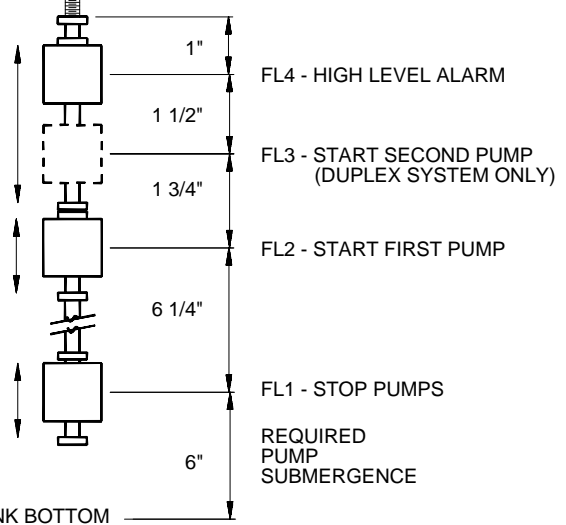 1"
FL4 - HIGH LEVEL ALARM
1 1/2"
FL3 - START SECOND PUMP
(DUPLEX SYSTEM ONLY)
1 3/4"
FL2 - START FIRST PUMP
6 1/4"
FL1 - STOP PUMPS
REQUIRED
PUMP
SUBMERGENCE
6"
NK BOTTOM